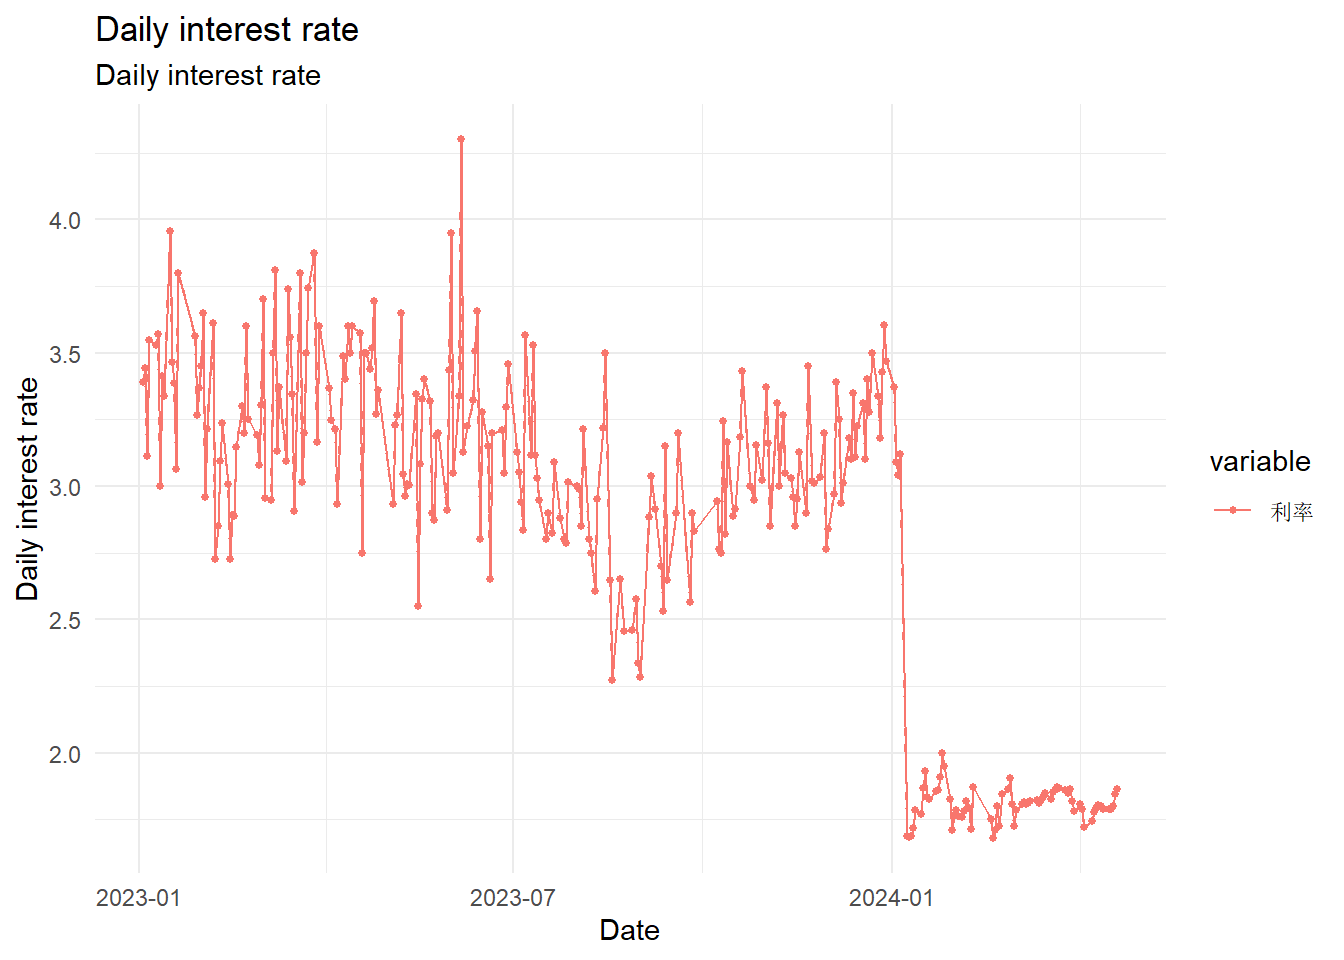 Daily interest rate
Daily interest rate
Daily interest rate
4.0
3.5
3.0
2.5
2.0
2023-01
2023-07
2024-01
Date
variable
利率